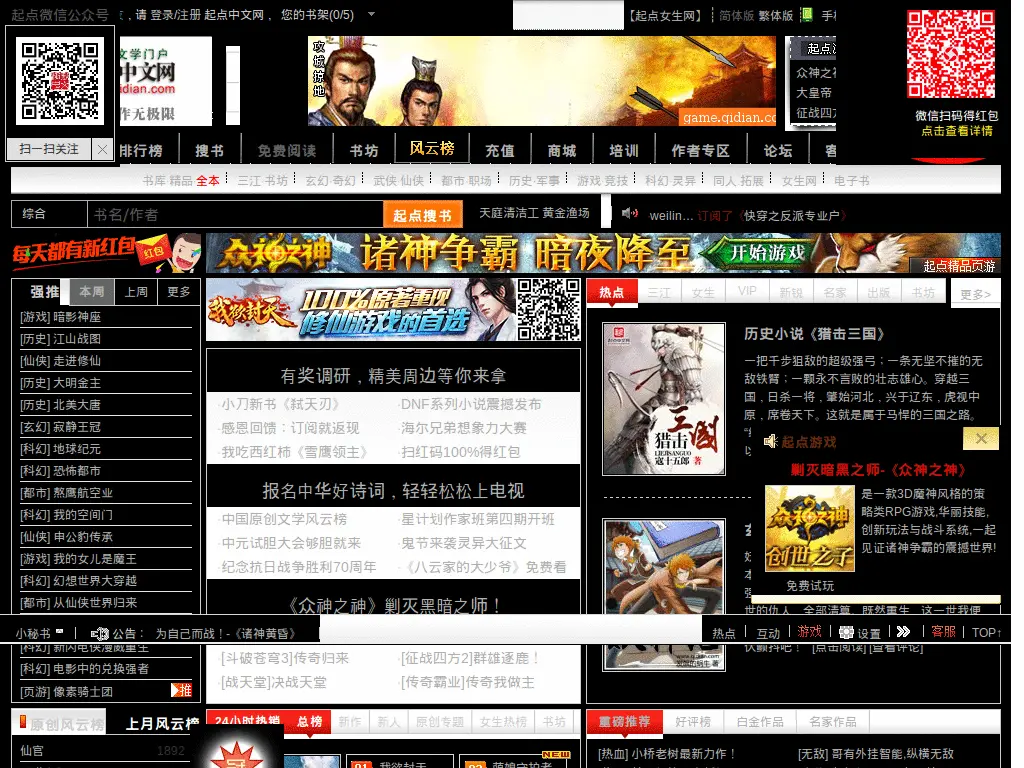 起点微信公众号
，请 登录/注册 起点中文网， 您的书架(0/5)
【起点女生网】 简体版 繁体版 手机
文学门户
中文网
qidian.com
作无极限
攻城掠地
game.qidian.co
众神之神
大皇帝
征战四方
微信扫码得红包
点击查看详情
扫一扫关注
排行榜 搜书 免费阅读 书坊 风云榜 充值 商城 培训 作者专区 论坛 客
书库 精品 全本 三江 书坊 玄幻·奇幻 武侠 仙侠 都市·职场 历史·军事 游戏 竞技 科幻 灵异 同人 拓展 女生网 电子书
综合 书名/作者 起点搜书 天庭清洁工 黄金渔场 weilin... 订阅了《快穿之反派专业户》
每天都有新红包 红包 众神之神 诸神争霸 暗夜降至 开始游戏
起点精品页游
强推 本周 上周 更多
[游戏] 暗影神座
[历史] 江山战图
[仙侠] 走进修仙
[历史] 大明金主
[历史] 北美大唐
[玄幻] 寂静王冠
[科幻] 地球纪元
[科幻] 恐怖都市
[都市] 熬鹰航空业
[科幻] 我的空间门
[仙侠] 申公豹传承
[游戏] 我的女儿是魔王
[科幻] 幻想世界大穿越
[都市] 从仙侠世界归来
我欲封天 100%原著重现
修仙游戏的首选
有奖调研，精美周边等你来拿
·小刀新书《弑天刃》 ·DNF系列小说震撼发布
·感恩回馈：订阅就返现 ·海尔兄弟想象力大赛
·我吃西红柿《雪鹰领主》 ·扫红码100%得红包
报名中华好诗词，轻轻松松上电视
·中国原创文学风云榜 ·星计划作家班第四期开班
·中元试胆大会够胆就来 ·鬼节来袭灵异大征文
·纪念抗日战争胜利70周年 ·《八云家的大少爷》免费看
《众神之神》剿灭黑暗之师！
热点 三江 女生 VIP 新锐 名家 出版 书坊 更多>
三国
猎击
LIEJISANGUO
寇十五郎 著
历史小说《猎击三国》
一把千步狙敌的超级强弓：一条无坚不摧的无
敌铁臂：一颗永不言败的壮志雄心。穿越三
国，日杀一将，肇始河北，兴于辽东，虎视中
原，席卷天下。这就是属于马悍的三国之路。
起点游戏
剿灭暗黑之师-《众神之神》
众神之神
创世之子
是一款3D魔神风格的策
略类RPG游戏,华丽技能,
创新玩法与战斗系统,一起
见证诸神争霸的震撼世界!
免费试玩
世的仇人，全部清算，既然重生，这一世我便
小秘书 公告： 为自己而战！-《诸神黄昏》 热点 互动 游戏 设置 客服 TOP↑
[科幻] 新闪电侠漫威重生
[科幻] 电影中的兑换强者
[页游] 像素骑士团 推
·[斗破苍穹3]传奇归来 ·[征战四方2]群雄逐鹿！
·[战天堂]决战天堂 ·[传奇霸业]传奇我做主
[点击阅读] [查看评论]
原创风云榜 上月风云榜
仙官 1892
24小时热销 总榜 新作 新人 原创专题 女生热榜 书坊
冠
01 我欲封天
02
NEW
重磅推荐 好评榜 白金作品 名家作品
[热血] 小桥老树最新力作！ [无敌] 哥有外挂智能,纵横无敌